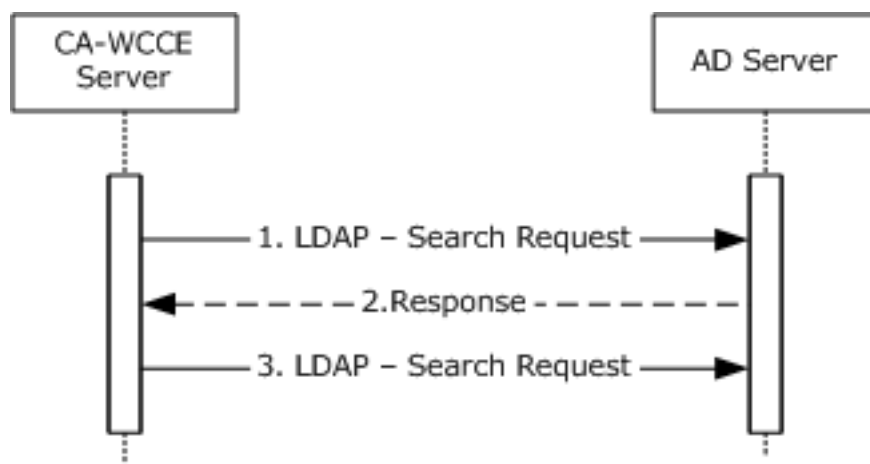 CA-WCCE
Server
AD Server
1. LDAP – Search Request
2.Response
3. LDAP – Search Request